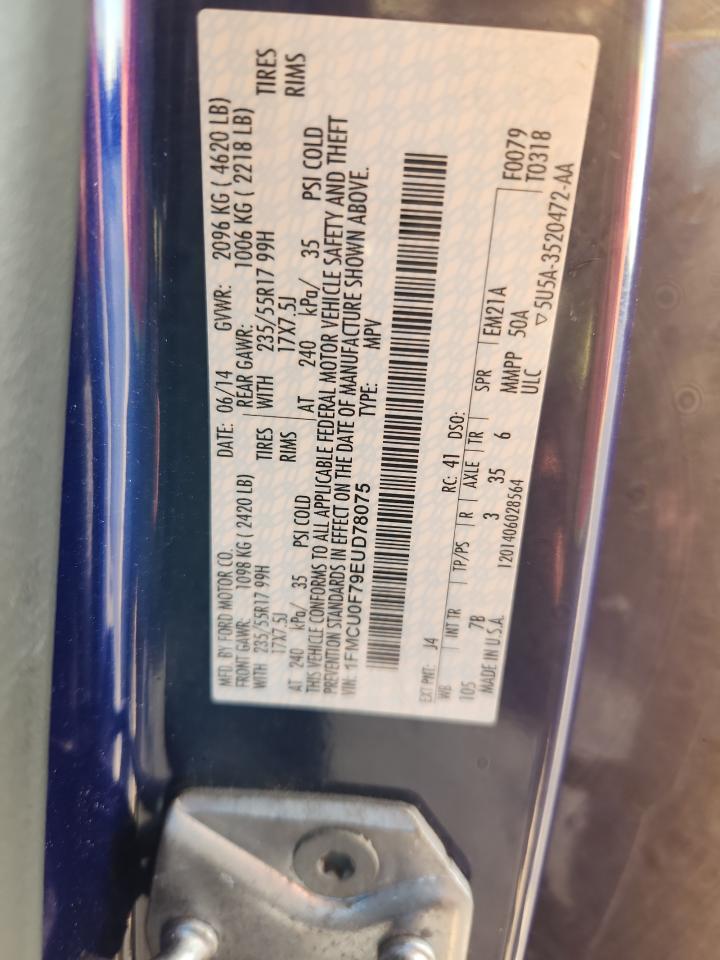 MFD. BY FORD MOTOR CO.
DATE: 06/14 GVWR: 2096 KG ( 4620 LB)
FRONT GAWR: 1098 KG ( 2420 LB) REAR GAWR: 1006 KG ( 2218 LB)
WITH 235/55R17 99H TIRES WITH 235/55R17 99H TIRES
17X7.5J RIMS 17X7.5J RIMS
AT 240 kPa/ 35 PSI COLD AT 240 kPa/ 35 PSI COLD
THIS VEHICLE CONFORMS TO ALL APPLICABLE FEDERAL MOTOR VEHICLE SAFETY AND THEFT
PREVENTION STANDARDS IN EFFECT ON THE DATE OF MANUFACTURE SHOWN ABOVE.
VIN: 1FMCU0F79EUD78075 TYPE: MPV
EXT PNT: J4 RC: 41 DSO: F0079
WB INT TR TP/PS R AXLE TR SPR EM21A T0318
105 7B 3 35 6 MMPP 50A
MADE IN U.S.A. 1201406028564 ULC ▽5U5A-3520472-AA